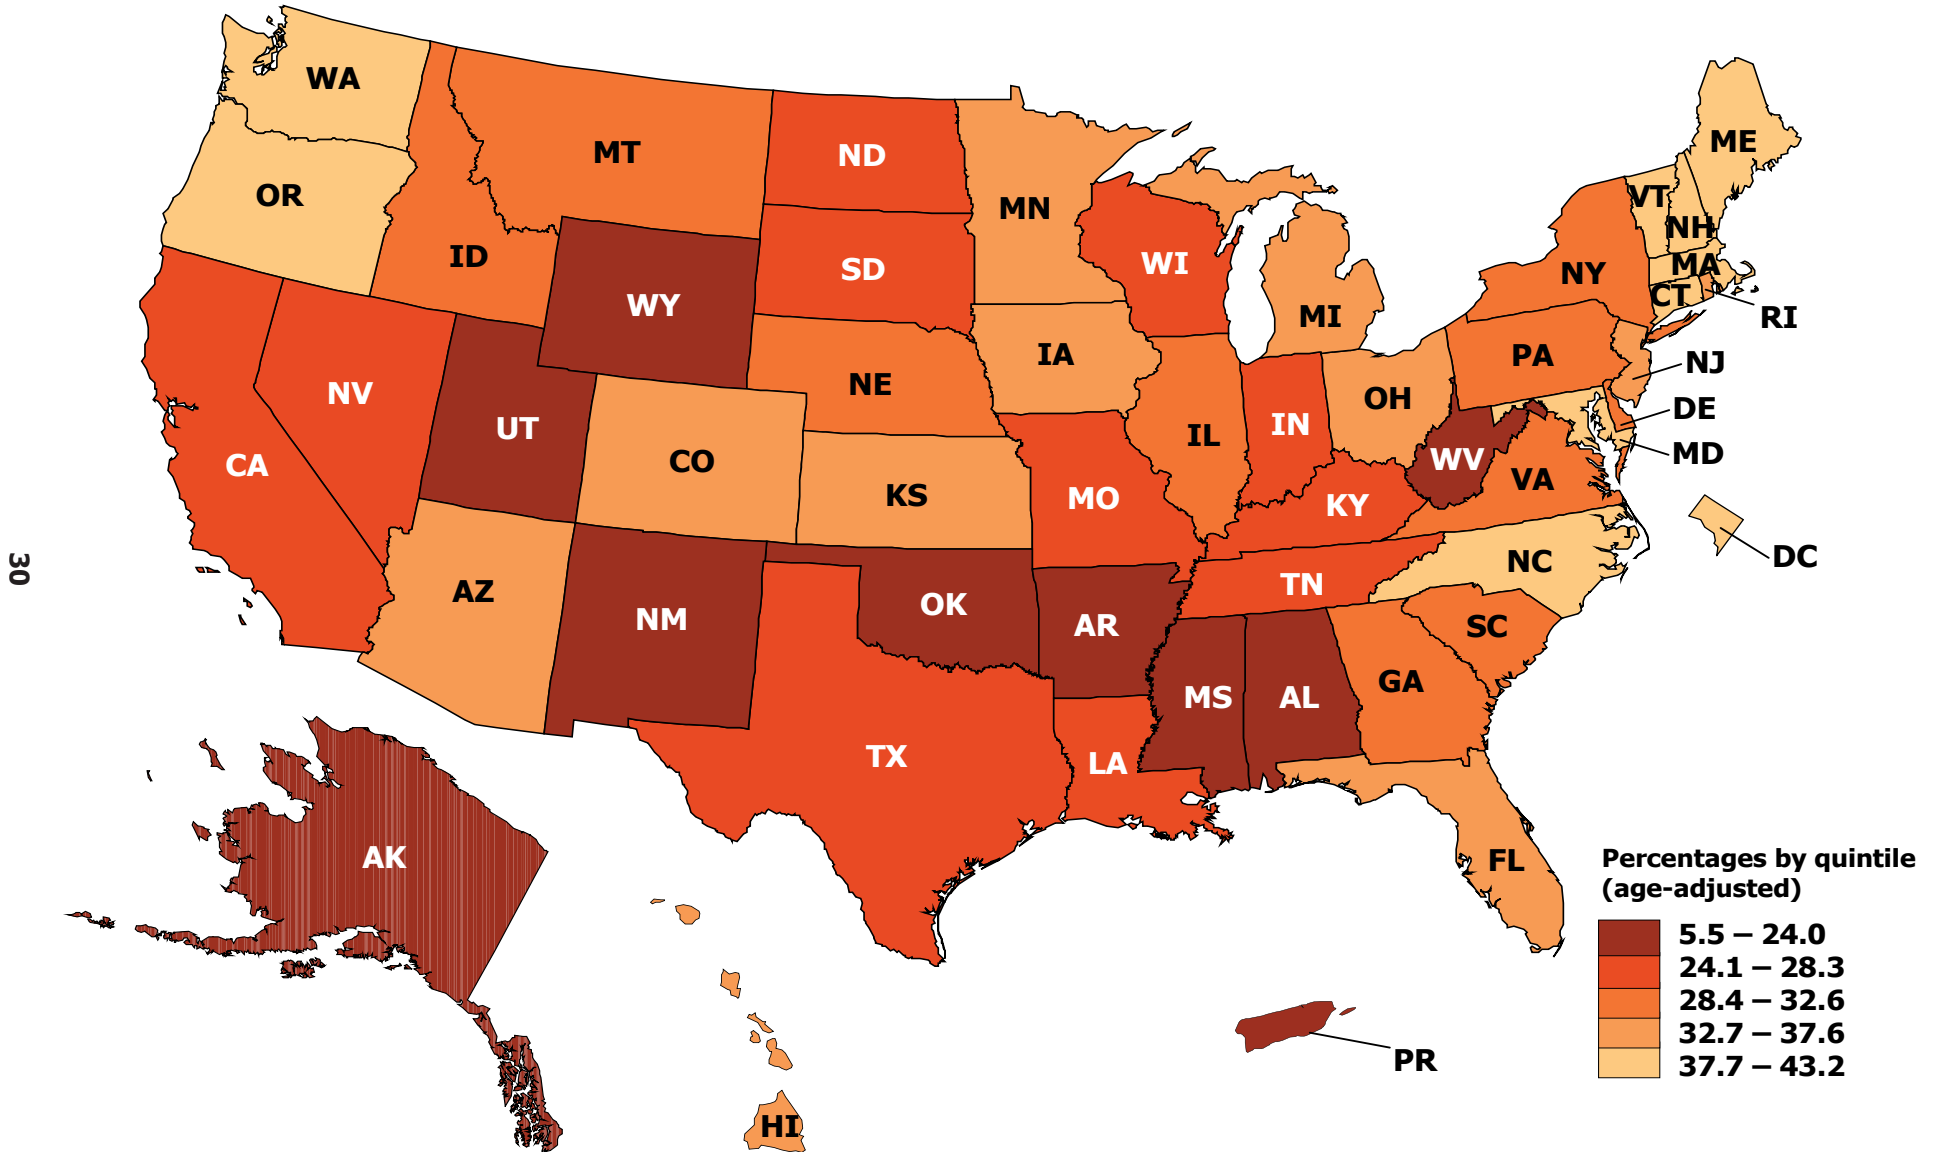 WA
ME
MT
ND
VT
OR
MN
NH
ID
WI
MA
SD
NY
CT
WY
MI
RI
IA
PA
NJ
NV
NE
OH
DE
UT
IN
IL
MD
CO
WV
CA
KS
VA
MO
KY
DC
NC
30
TN
AZ
OK
NM
AR
SC
GA
MS
AL
TX
LA
AK
FL
Percentages by quintile
(age-adjusted)
5.5 – 24.0
24.1 – 28.3
28.4 – 32.6
32.7 – 37.6
37.7 – 43.2
PR
HI